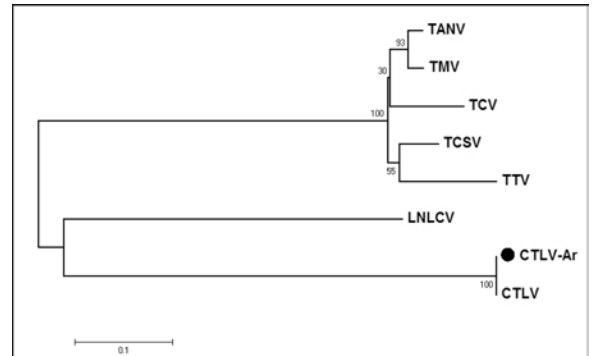 TANV
93
TMV
30
TCV
100
TCSV
55
TTV
LNLCV
CTLV-Ar
100
CTLV
0.1